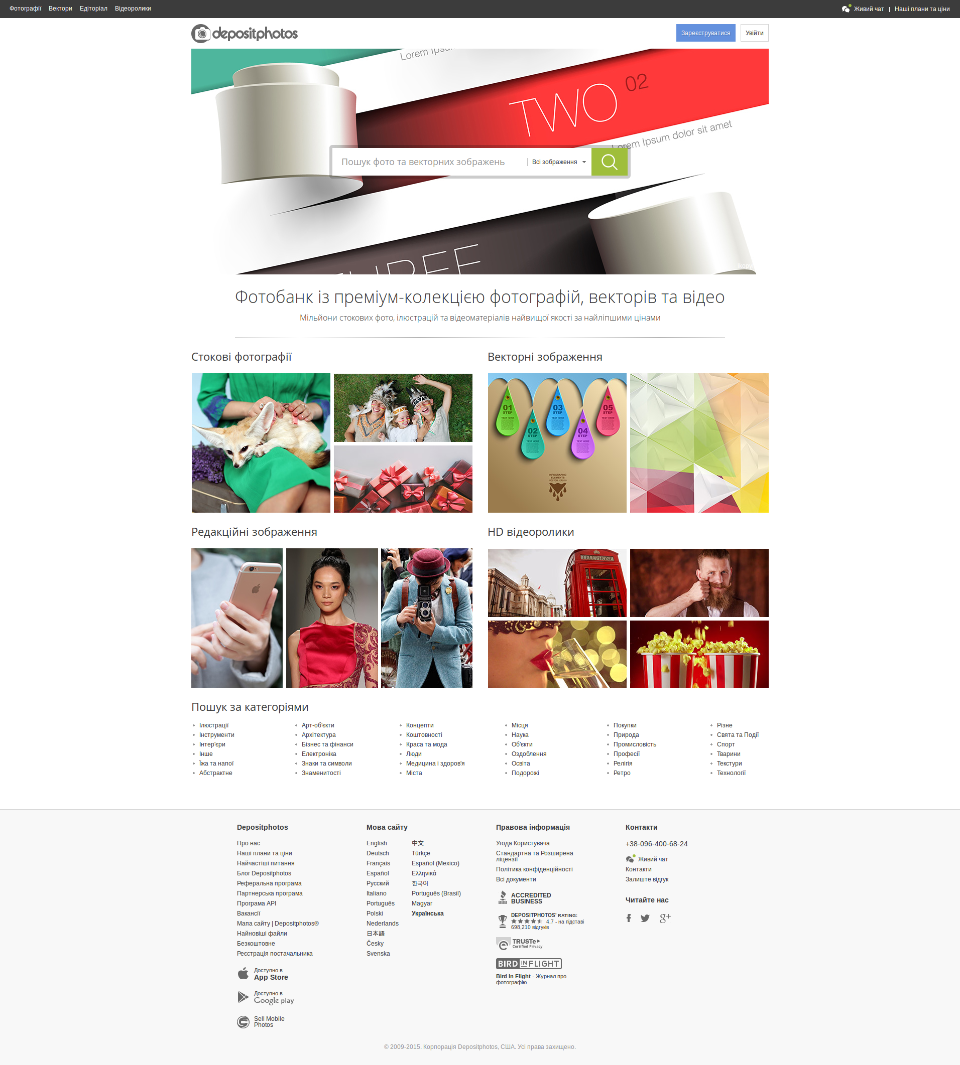 Фотографії Вектори Едіторіал Відеоролики
Живий чат | Наші плани та ціни
depositphotos
Зареєструватися Увійти
Lorem ipsum
TWO 02
Lorem Ipsum dolor sit amet
Пошук фото та векторних зображень Всі зображення
THREE
Фотобанк із преміум-колекцією фотографій, векторів та відео
Мільйони стокових фото, ілюстрацій та відеоматеріалів найвищої якості за найліпшими цінами
Стокові фотографії
Векторні зображення
01 STEP
02 STEP
03 STEP
04 STEP
05 STEP
Редакційні зображення
HD відеоролики
Пошук за категоріями
Ілюстрації
Інструменти
Інтер'єри
Інше
Їжа та напої
Абстрактне
Арт-об'єкти
Архітектура
Бізнес та фінанси
Електроніка
Знаки та символи
Знаменитості
Концепти
Коштовності
Краса та мода
Люди
Медицина і здоров'я
Міста
Місця
Наука
Об'єкти
Оздоблення
Освіта
Подорожі
Покупки
Природа
Промисловість
Професії
Релігія
Ретро
Різне
Свята та Події
Спорт
Тварини
Текстури
Технології
Depositphotos
Про нас
Наші плани та ціни
Найчастіші питання
Блог Depositphotos
Реферальна програма
Партнерська програма
Програма API
Вакансії
Мапа сайту | Depositphotos®
Найновіші файли
Безкоштовне
Реєстрація постачальника
Доступно в
App Store
Доступно в
Google play
Sell Mobile
Photos
Мова сайту
English
Deutsch
Français
Español
Русский
Italiano
Português
Polski
Nederlands
日本語
Česky
Svenska
中文
Türkçe
Español (Mexico)
Ελληνικά
한국어
Português (Brasil)
Magyar
Українська
Правова інформація
Угода Користувача
Стандартна та Розширена
ліцензії
Політика конфіденційності
Всі документи
ACCREDITED
BUSINESS
DEPOSITPHOTOS' RATING:
4.7 - на підставі
698,210 відгуків
TRUSTe
Certified Privacy
BIRD IN FLIGHT
Bird In Flight - Журнал про
фотографію
Контакти
+38-096-400-68-24
Живий чат
Контакти
Залиште відгук
Читайте нас
© 2009-2015. Корпорація Depositphotos, США. Усі права захищено.